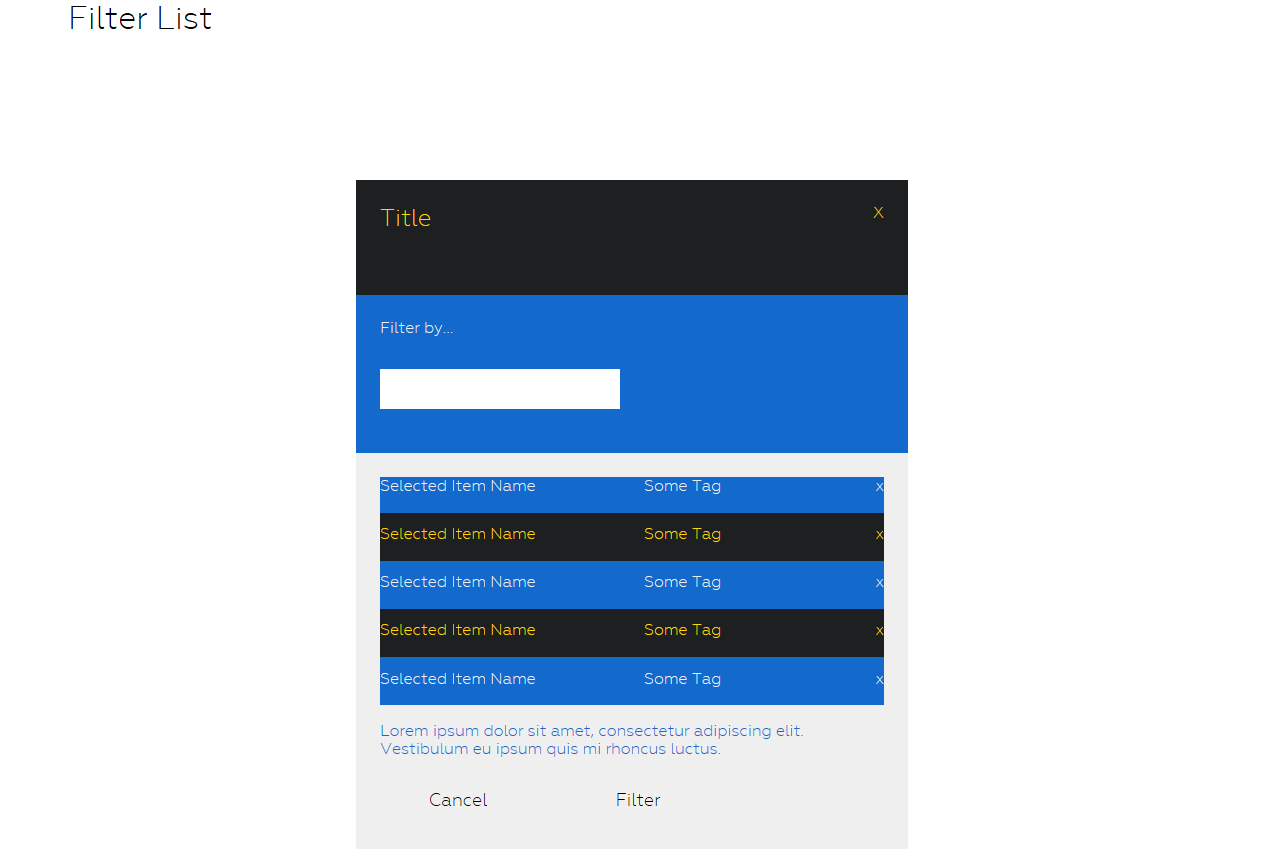 Filter List
Title X
Filter by...
Selected Item Name Some Tag x
Selected Item Name Some Tag x
Selected Item Name Some Tag x
Selected Item Name Some Tag x
Selected Item Name Some Tag x
Lorem ipsum dolor sit amet, consectetur adipiscing elit.
Vestibulum eu ipsum quis mi rhoncus luctus.
Cancel Filter